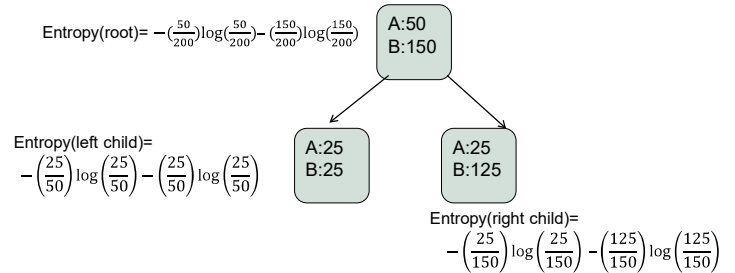 Entropy(root)= −(50/200)log(50/200)−(150/200)log(150/200)
A:50
B:150
Entropy(left child)=
−(25/50)log(25/50)−(25/50)log(25/50)
A:25
B:25
A:25
B:125
Entropy(right child)=
−(25/150)log(25/150)−(125/150)log(125/150)